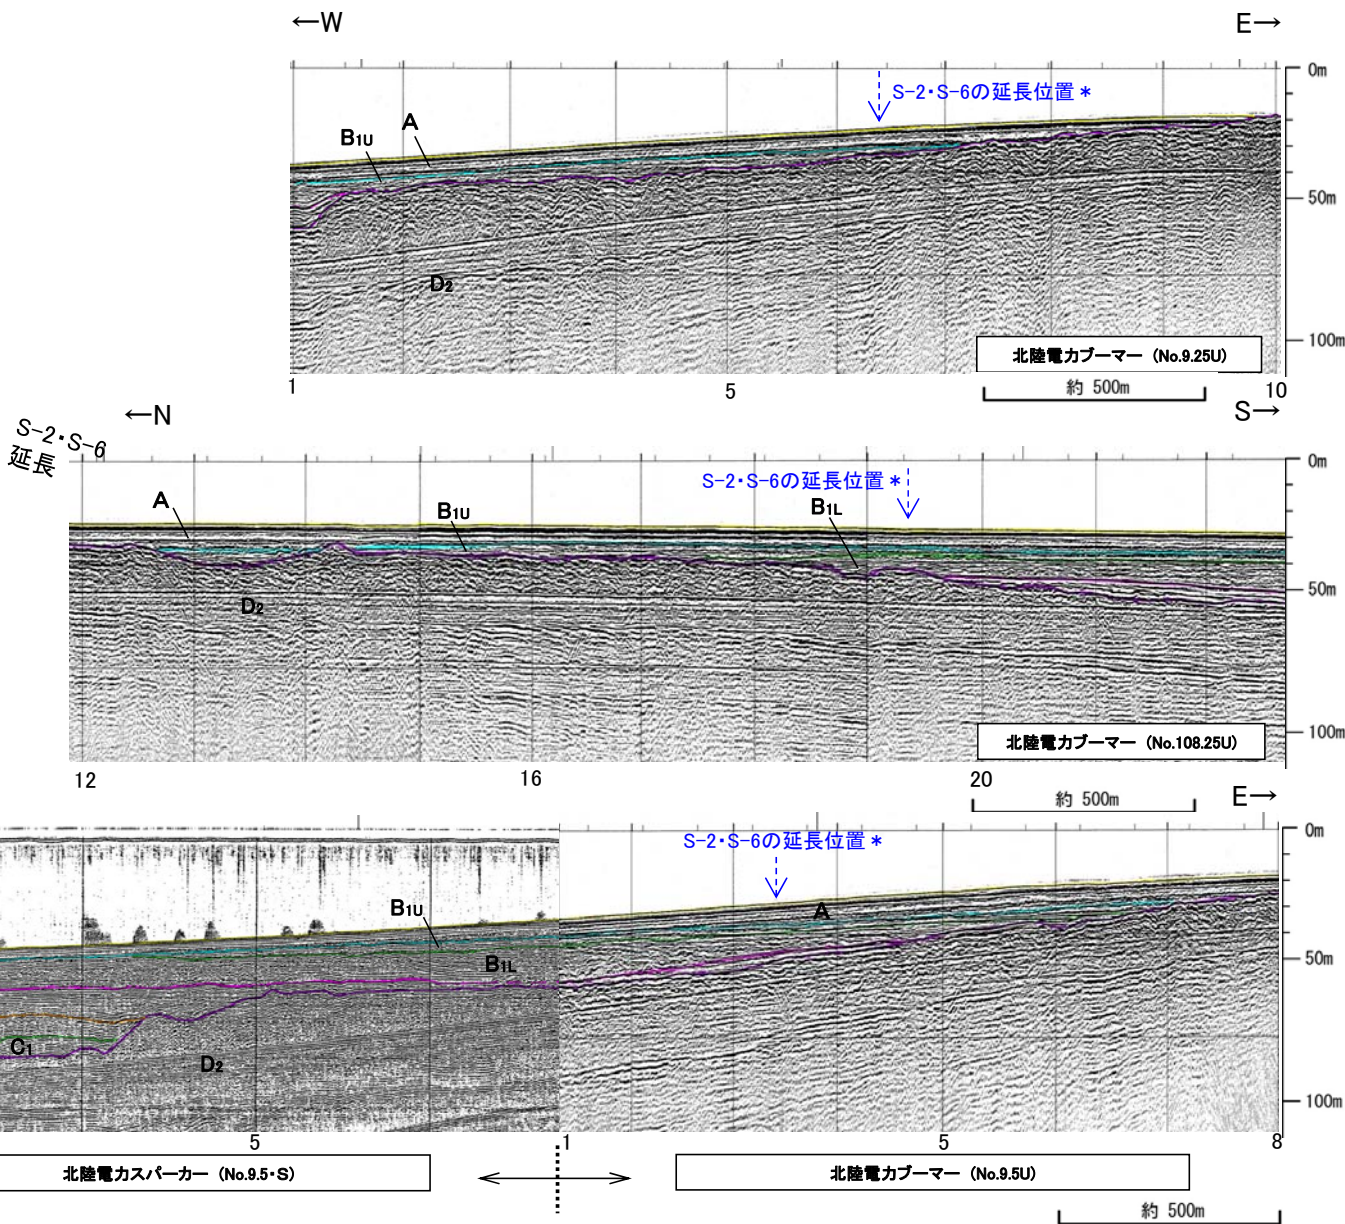 ←W
E→
0m
S-2・S-6の延長位置*
A
B1U
50m
D2
100m
北陸電力ブーマー (No.9.25U)
1
5
10
約 500m
←N
S→
S-2・S-6
延長
0m
S-2・S-6の延長位置*
A
B1U
B1L
50m
D2
100m
北陸電力ブーマー (No.108.25U)
12
16
20
約 500m
E→
0m
S-2・S-6の延長位置*
B1U
A
B1L
50m
C1
D2
100m
5
1
5
8
北陸電力スパーカー (No.9.5・S)
北陸電力ブーマー (No.9.5U)
約 500m